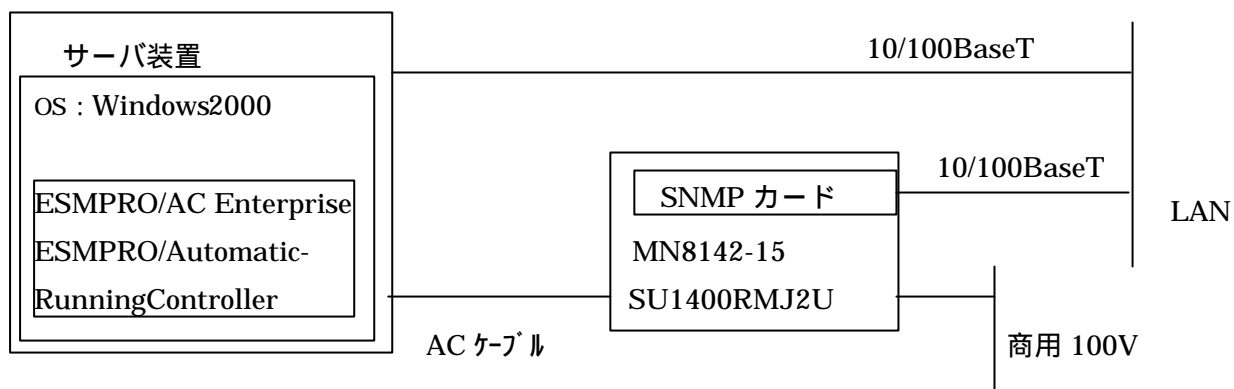 サーバ装置
10/100BaseT
OS：Windows2000
10/100BaseT
SNMP カード
ESMPRO/AC Enterprise
LAN
ESMPRO/Automatic-
MN8142-15
RunningController
SU1400RMJ2U
AC ｹｰﾌﾞﾙ
商用 100V